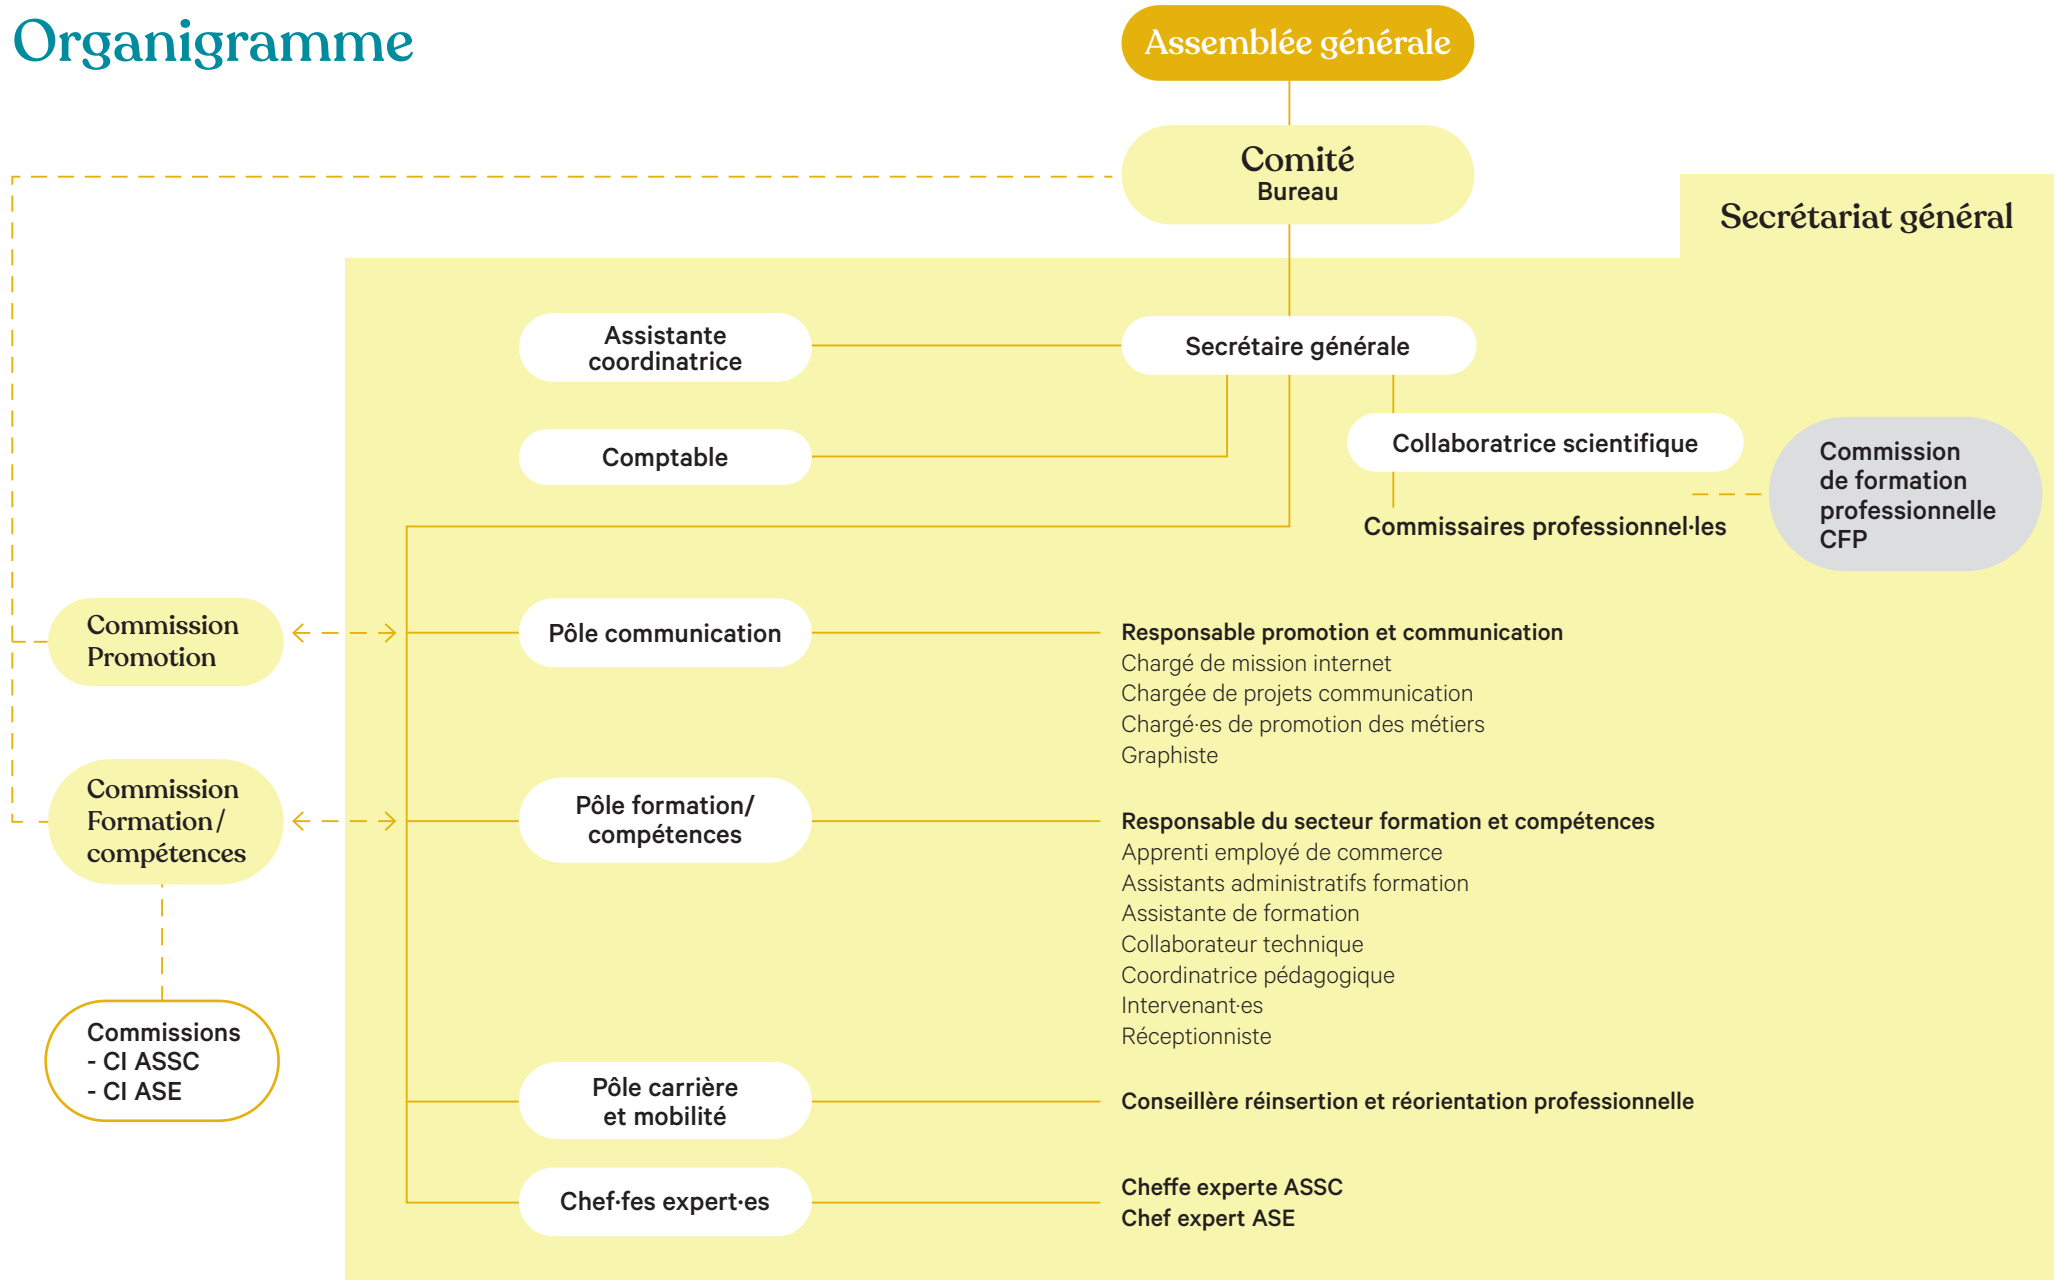 Organigramme
Assemblée générale
Comité
Bureau
Secrétariat général
Assistante
coordinatrice
Secrétaire générale
Comptable
Collaboratrice scientifique
Commissaires professionnel·les
Commission
de formation
professionnelle
CFP
Commission
Promotion
Pôle communication
Responsable promotion et communication
Chargé de mission internet
Chargée de projets communication
Chargé·es de promotion des métiers
Graphiste
Commission
Formation/
compétences
Pôle formation/
compétences
Responsable du secteur formation et compétences
Apprenti employé de commerce
Assistants administratifs formation
Assistante de formation
Collaborateur technique
Coordinatrice pédagogique
Intervenant·es
Réceptionniste
Commissions
- CI ASSC
- CI ASE
Pôle carrière
et mobilité
Conseillère réinsertion et réorientation professionnelle
Chef·fes expert·es
Cheffe experte ASSC
Chef expert ASE